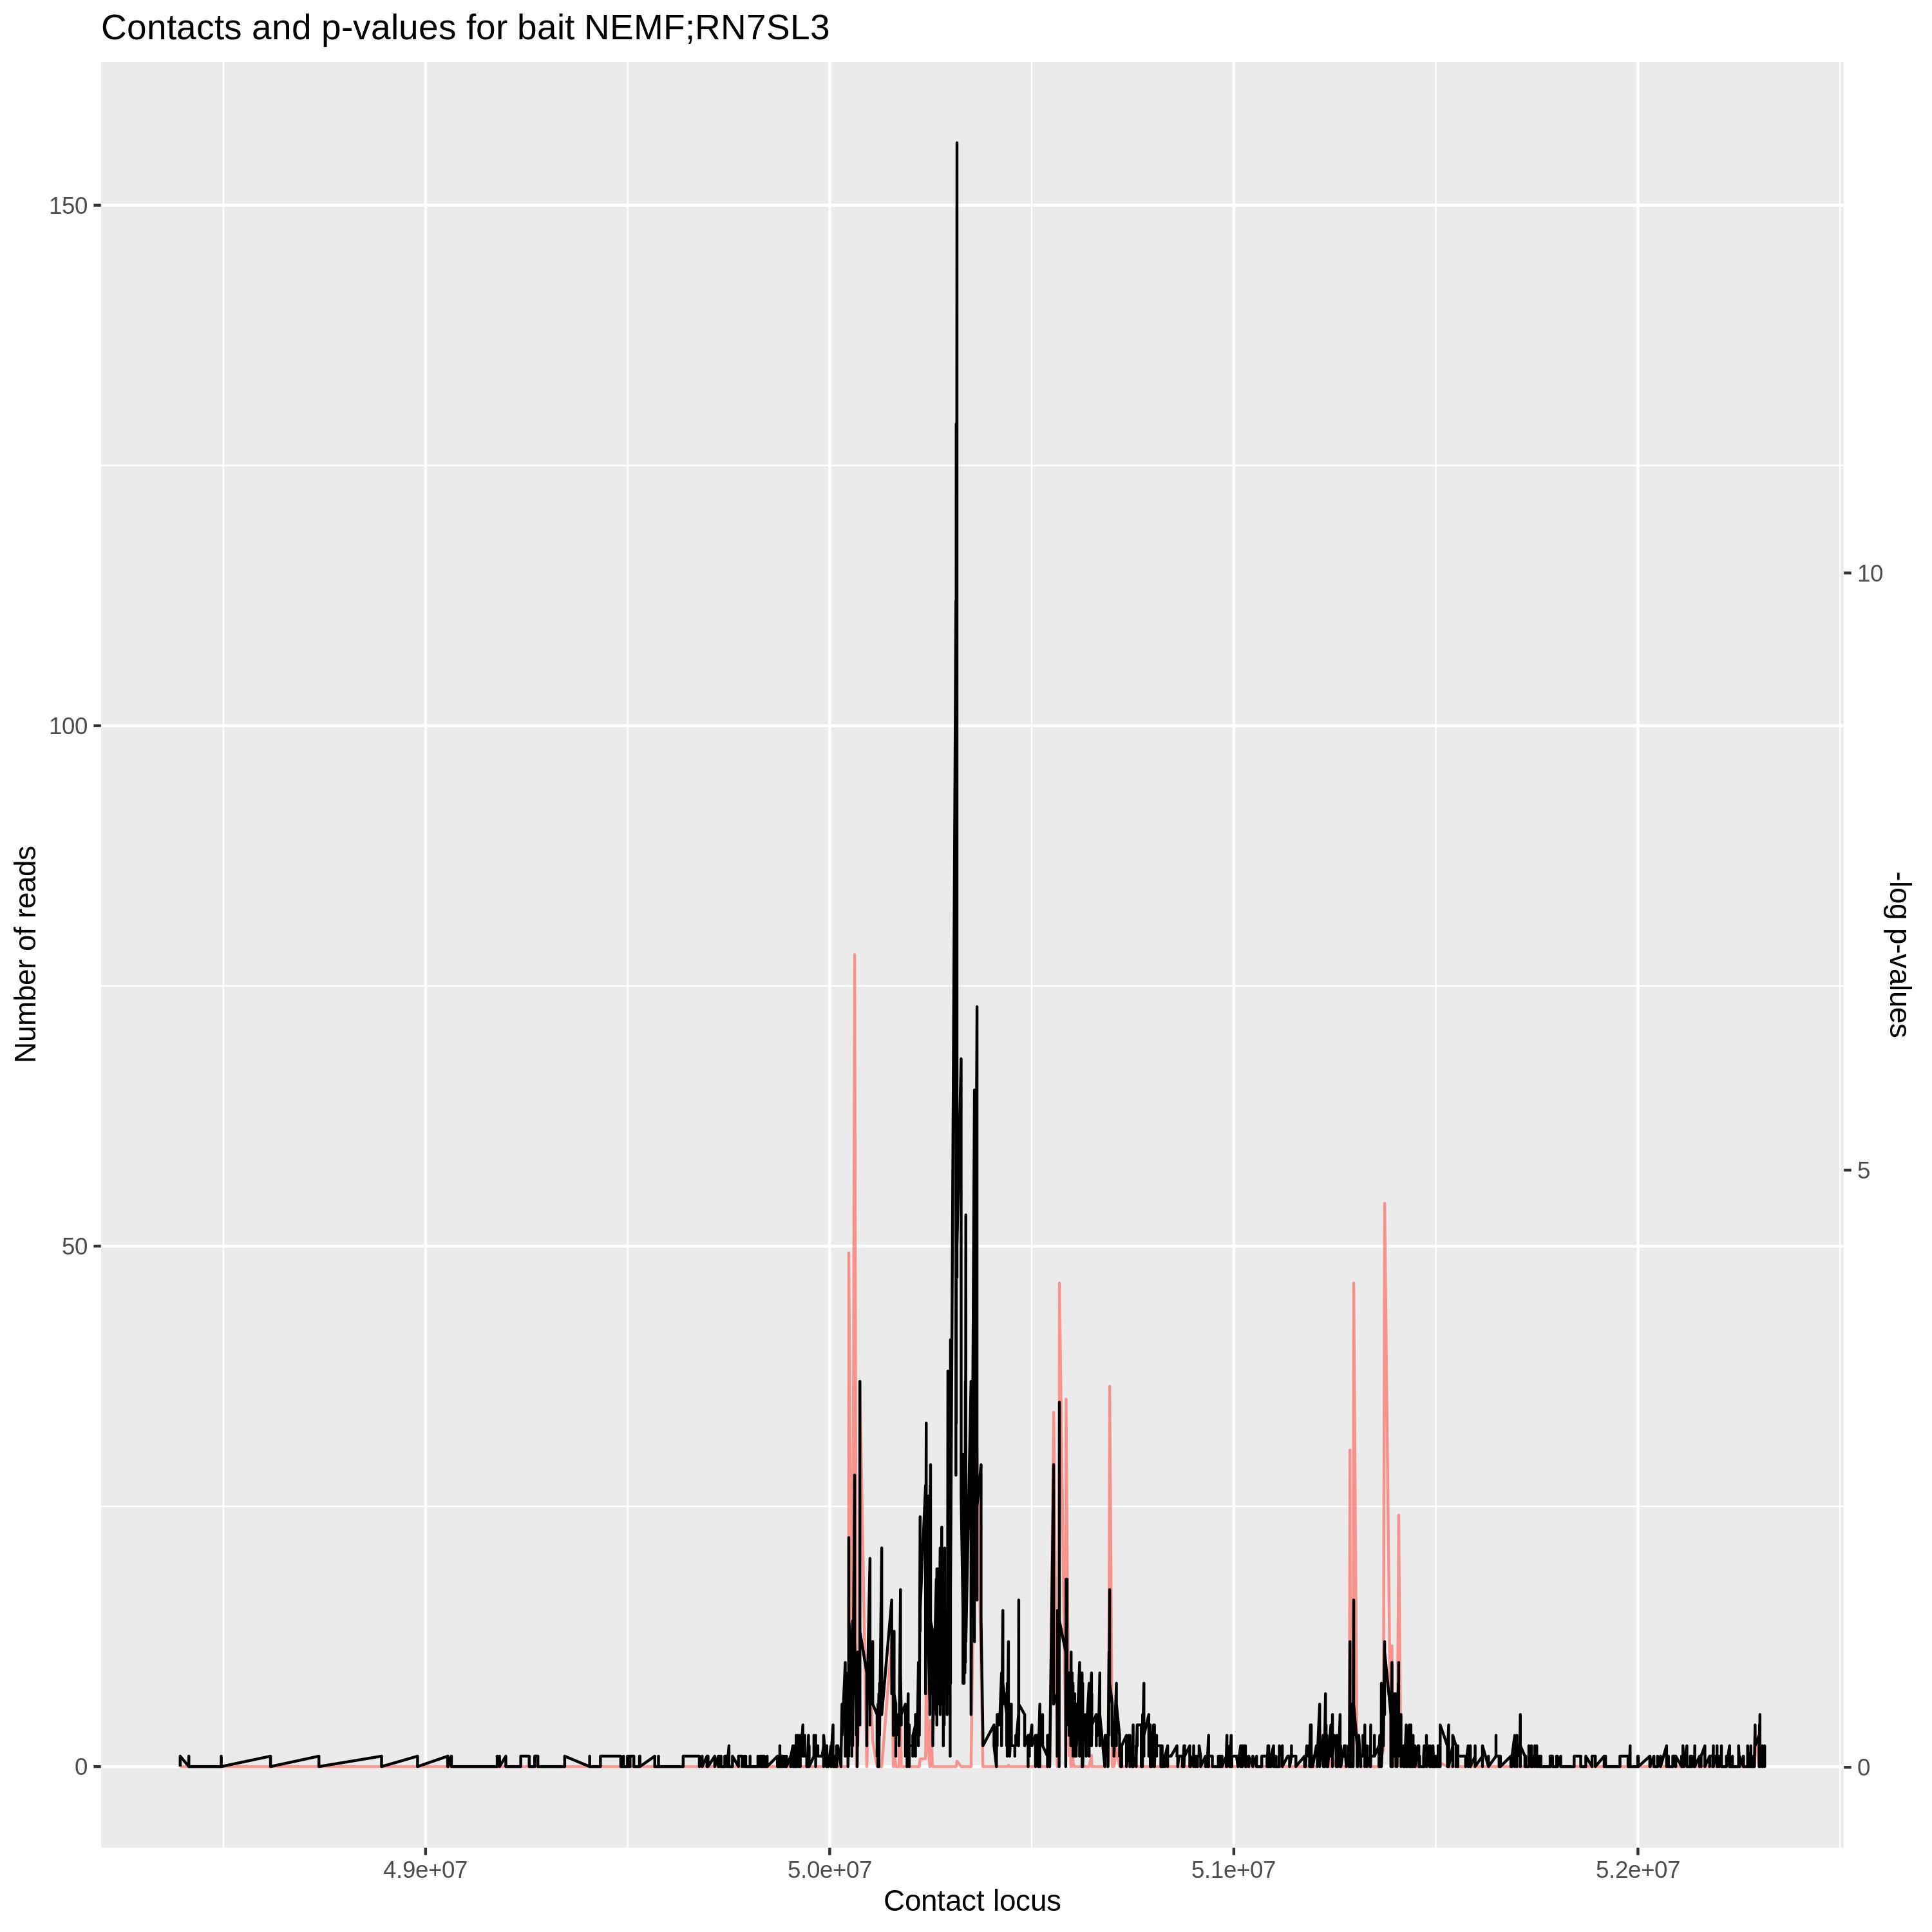 Contacts and p-values for bait NEMF;RN7SL3
150
100
50
0
Number of reads
10
5
0
-log p-values
4.9e+07
5.0e+07
5.1e+07
5.2e+07
Contact locus